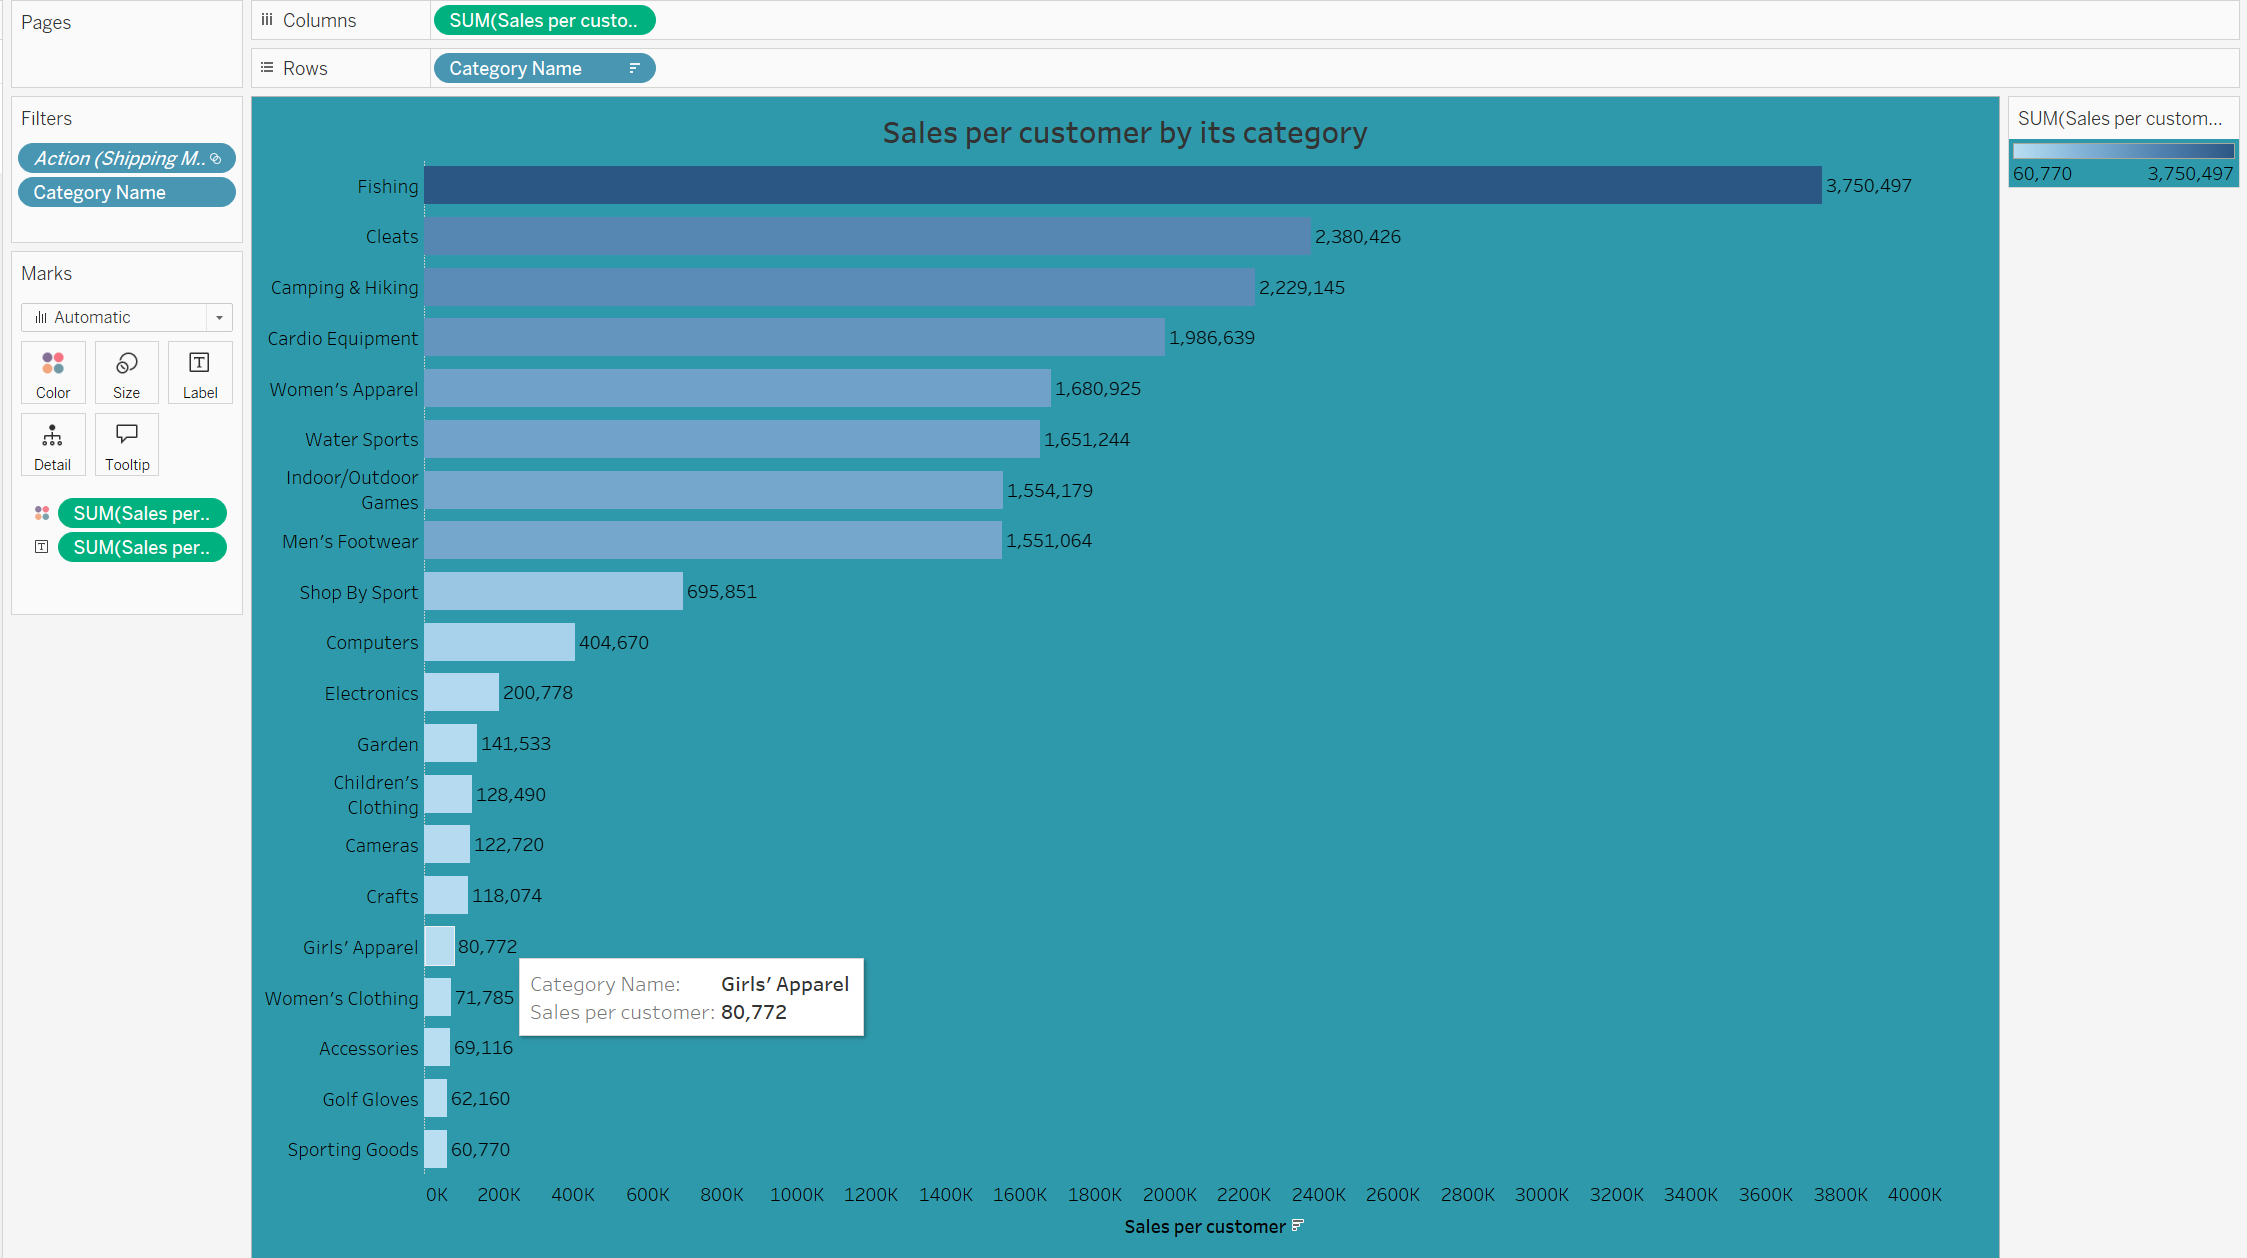 Pages
Columns
SUM(Sales per custo..
Rows
Category Name
Filters
Action (Shipping M..
Category Name
Marks
Automatic
Color
Size
Label
Detail
Tooltip
SUM(Sales per..
SUM(Sales per..
Sales per customer by its category
Fishing 3,750,497
Cleats 2,380,426
Camping & Hiking 2,229,145
Cardio Equipment 1,986,639
Women's Apparel 1,680,925
Water Sports 1,651,244
Indoor/Outdoor
Games 1,554,179
Men's Footwear 1,551,064
Shop By Sport 695,851
Computers 404,670
Electronics 200,778
Garden 141,533
Children's
Clothing 128,490
Cameras 122,720
Crafts 118,074
Girls' Apparel 80,772
Women's Clothing 71,785
Accessories 69,116
Golf Gloves 62,160
Sporting Goods 60,770
Category Name: Girls' Apparel
Sales per customer: 80,772
0K 200K 400K 600K 800K 1000K 1200K 1400K 1600K 1800K 2000K 2200K 2400K 2600K 2800K 3000K 3200K 3400K 3600K 3800K 4000K
Sales per customer
SUM(Sales per custom...
60,770 3,750,497